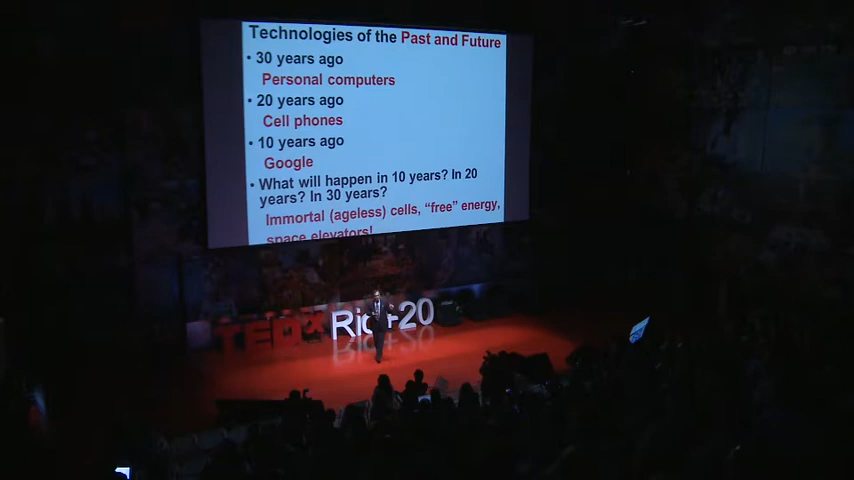 Technologies of the Past and Future
• 30 years ago
Personal computers
• 20 years ago
Cell phones
• 10 years ago
Google
• What will happen in 10 years? In 20
years? In 30 years?
Immortal (ageless) cells, “free” energy,
space elevators!
TEDx Rio+20